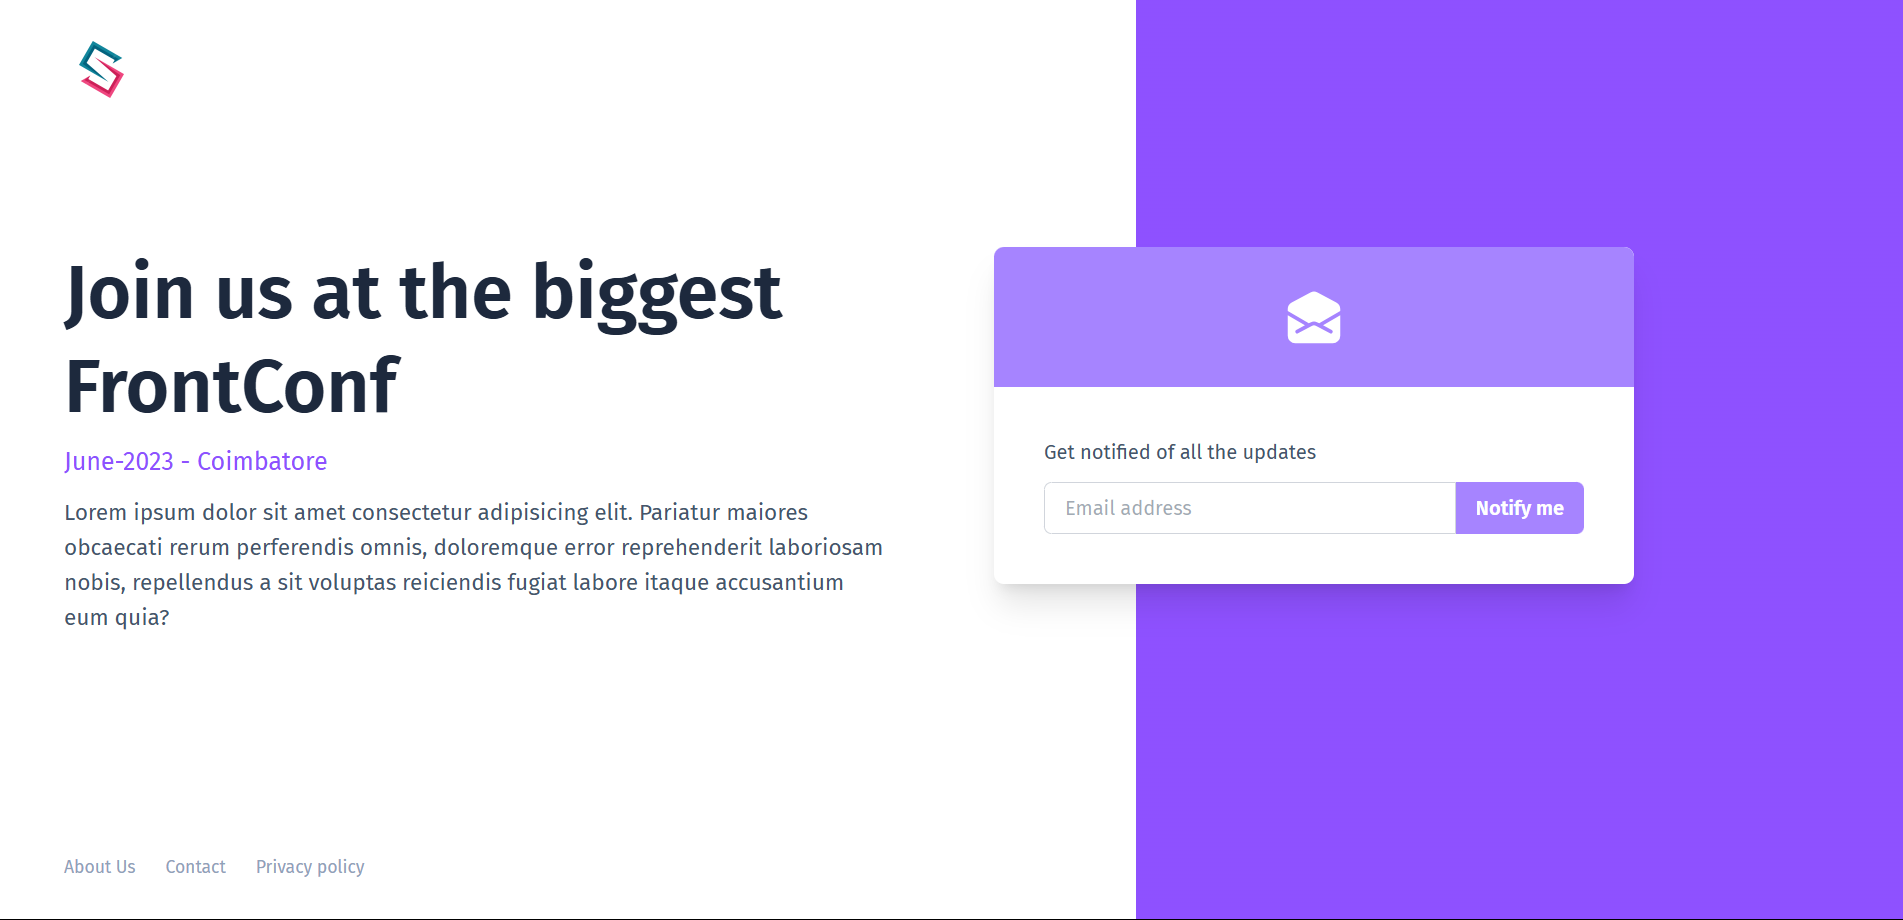 Join us at the biggest
FrontConf
June-2023 - Coimbatore
Lorem ipsum dolor sit amet consectetur adipisicing elit. Pariatur maiores
obcaecati rerum perferendis omnis, doloremque error reprehenderit laboriosam
nobis, repellendus a sit voluptas reiciendis fugiat labore itaque accusantium
eum quia?
Get notified of all the updates
Email address
Notify me
About Us
Contact
Privacy policy